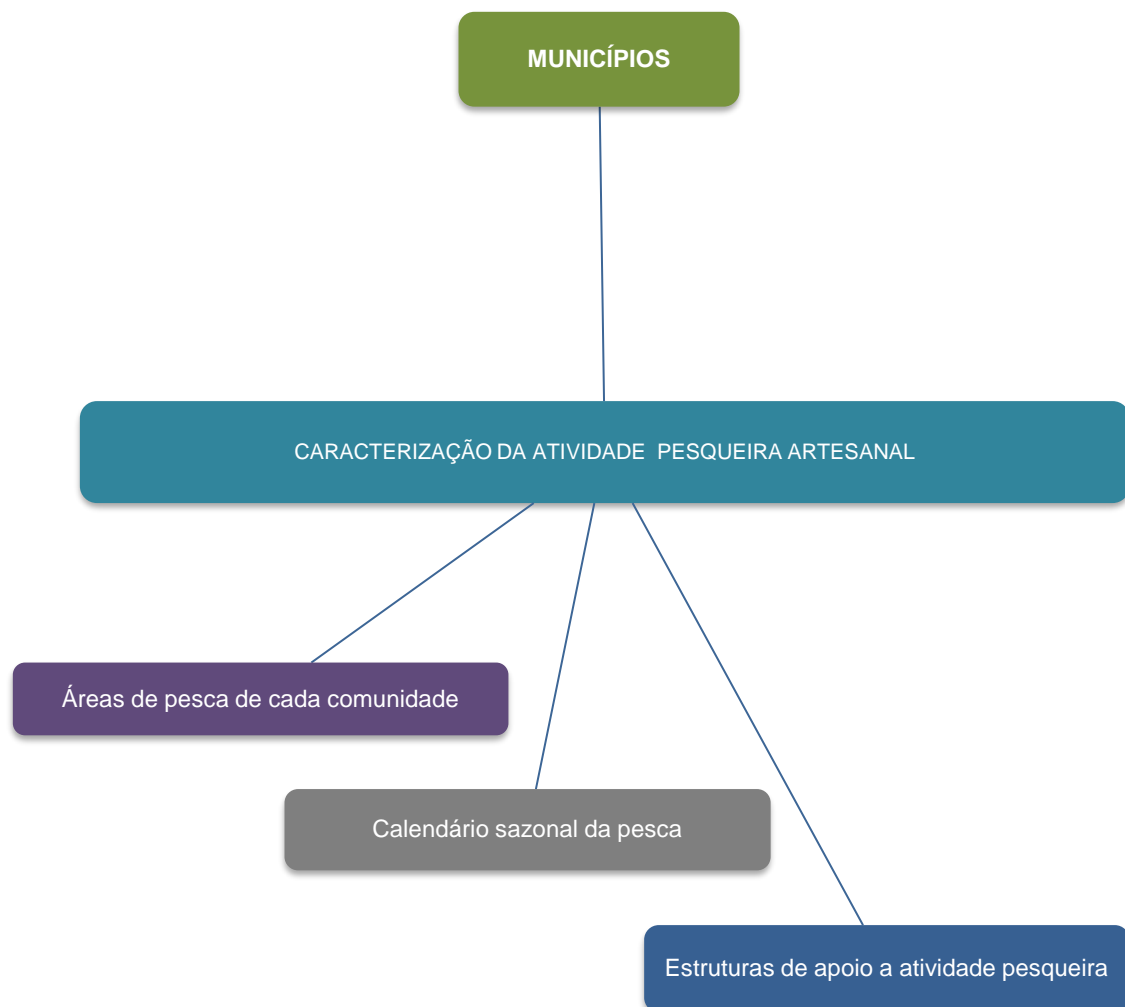 MUNICÍPIOS
CARACTERIZAÇÃO DA ATIVIDADE PESQUEIRA ARTESANAL
Áreas de pesca de cada comunidade
Calendário sazonal da pesca
Estruturas de apoio a atividade pesqueira